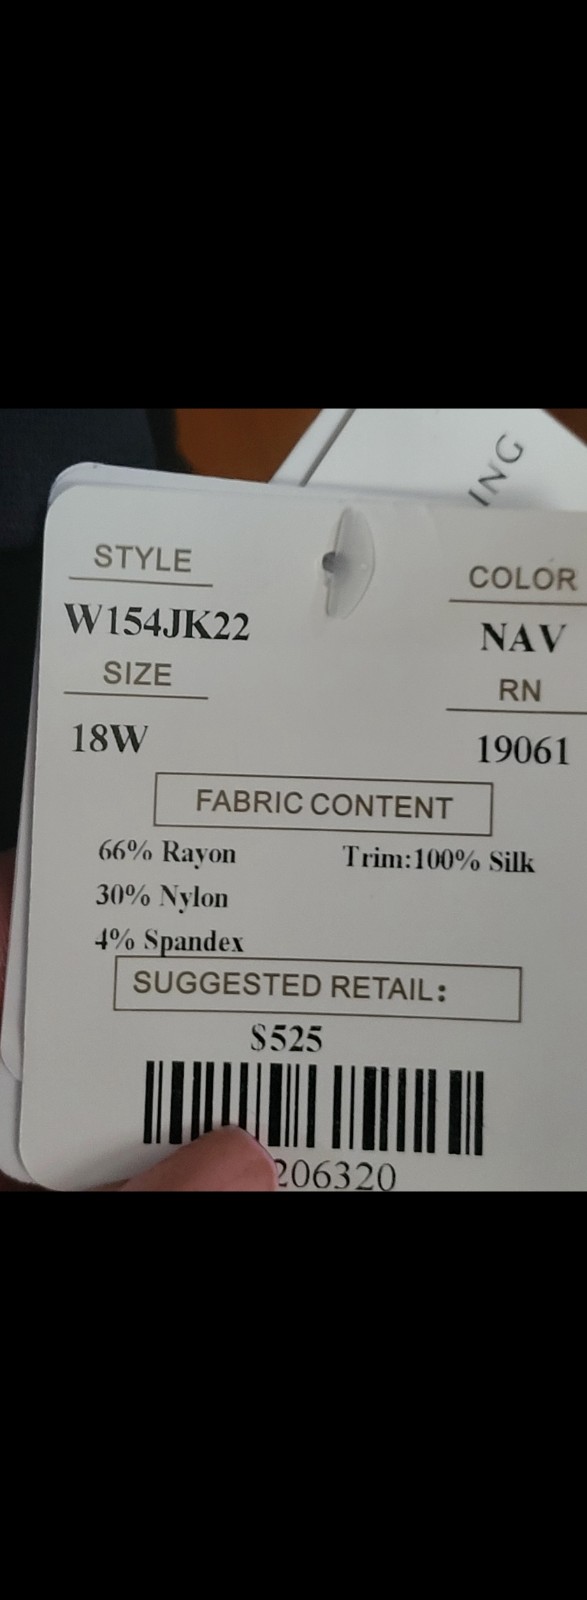 ING
STYLE
W154JK22
SIZE
18W
COLOR
NAV
RN
19061
FABRIC CONTENT
66% Rayon
30% Nylon
4% Spandex
Trim:100% Silk
SUGGESTED RETAIL:
$525
206320